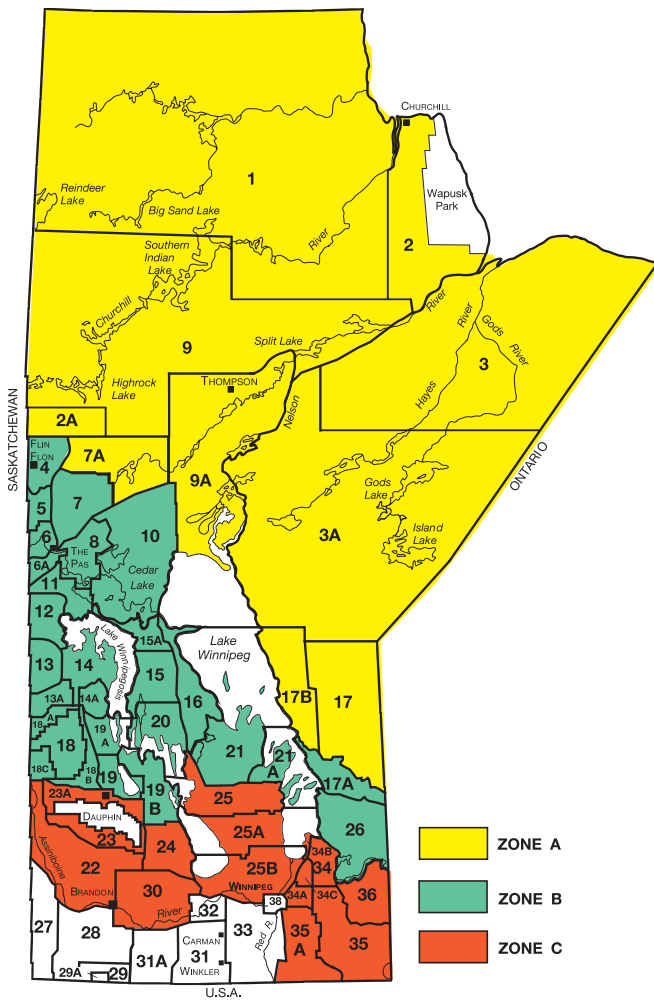 CHURCHILL
Wapusk
Park
1
Reindeer
Lake
Big Sand Lake
Southern
Indian
Lake
River
2
River
Churchill
9
Split Lake
River
Gods
River
3
Highrock
Lake
THOMPSON
Nelson
Hayes
2A
SASKATCHEWAN
ONTARIO
FLIN
FLON
4
7A
9A
Gods
Lake
3A
Island
Lake
5
7
10
6
8
THE
PAS
6A
Cedar
Lake
11
12
Lake Winnipegosis
15A
Lake
Winnipeg
13
14
15
16
17B
17
13A
14A
18A
19A
20
21
21A
18
18C
18B
19
19B
17A
23A
25
DAUPHIN
26
23
24
25A
34B
Assiniboine
22
25B
34
36
WINNIPEG
BRANDON
30
River
32
38
34A
34C
27
28
33
Red R.
35A
35
CARMAN
31A
31
WINKLER
29A
29
U.S.A.
ZONE A
ZONE B
ZONE C